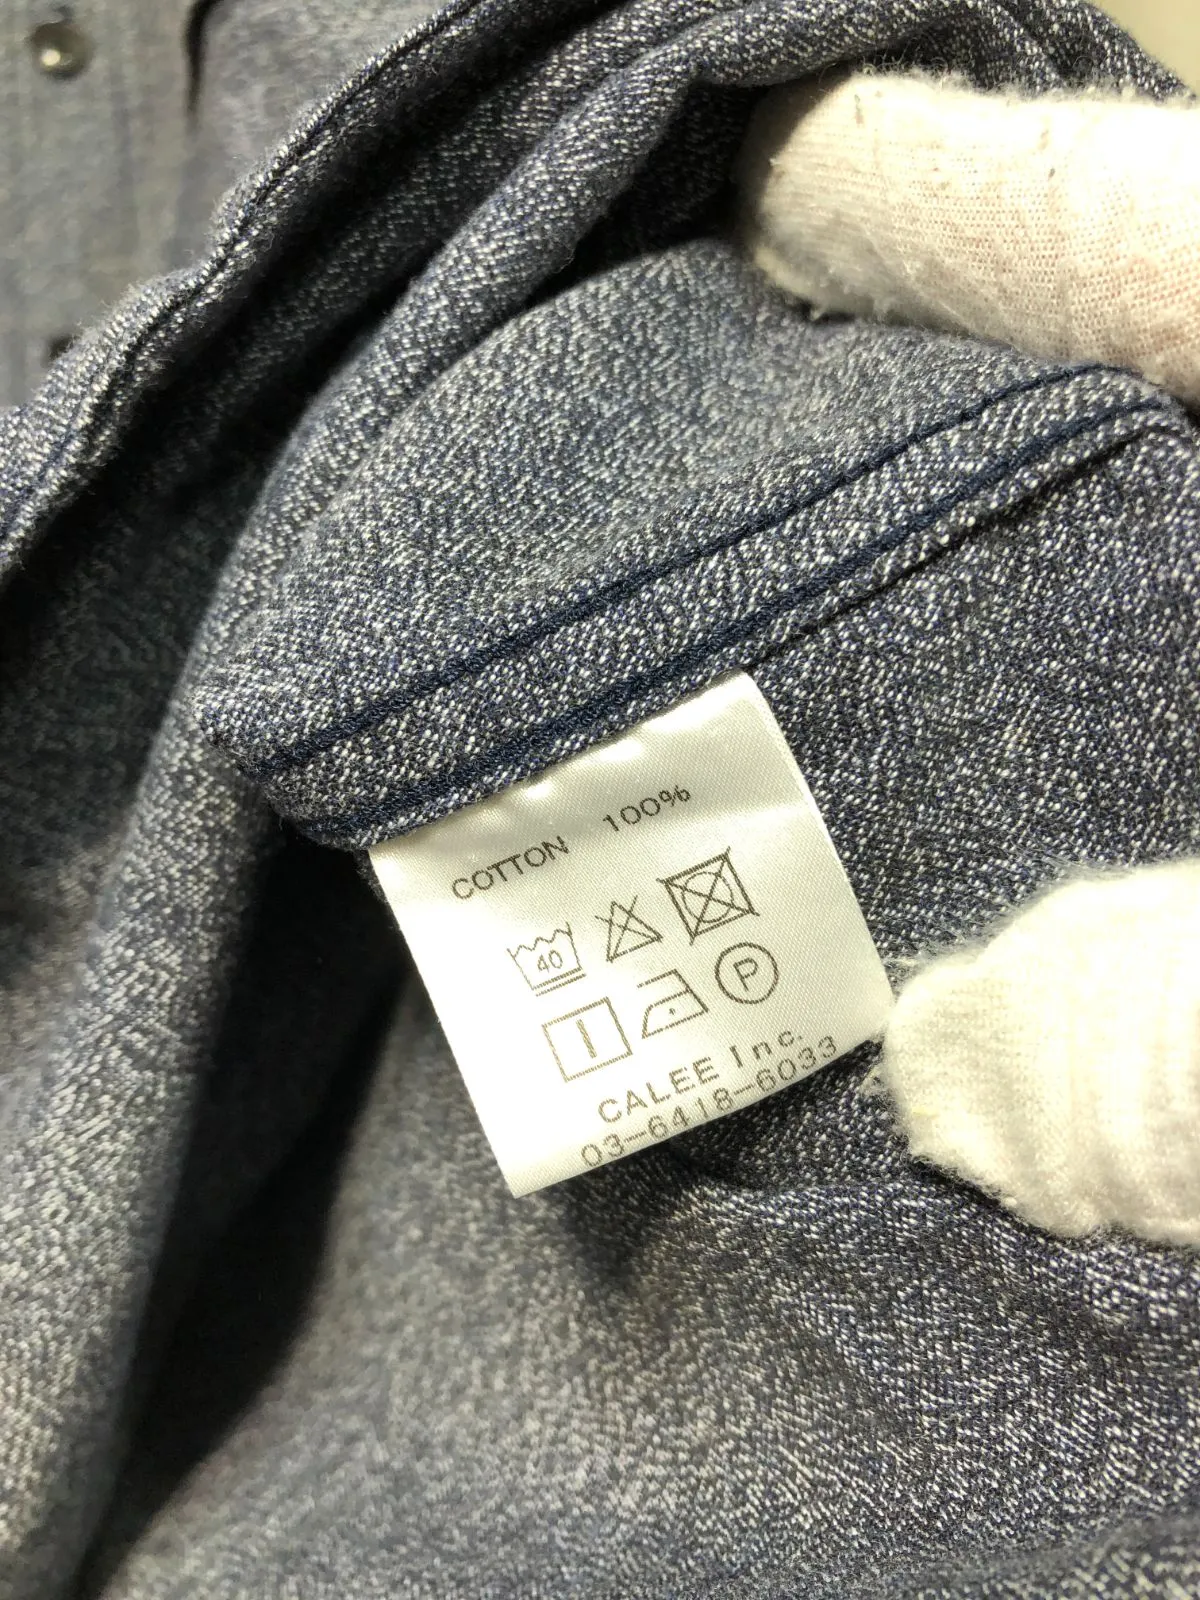 COTTON 100%
40
P
CALEE Inc.
03-6418-6033